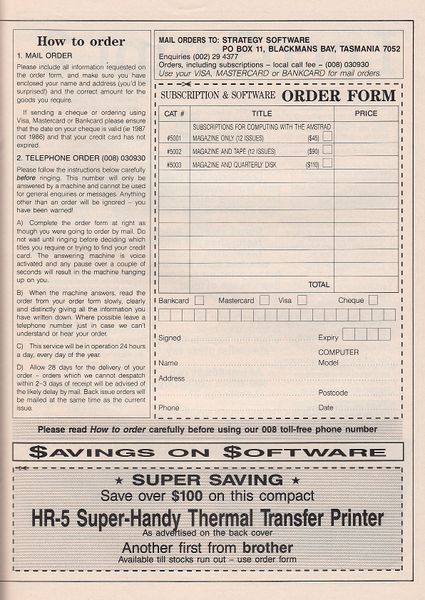 How to order
1. MAIL ORDER
Please include all information requested on
the order form, and make sure you have
enclosed your name and address (you'd be
surprised) and the correct amount for the
goods you require.
If sending a cheque or ordering using
Visa, Mastercard or Bankcard please ensure
that the date on your cheque is valid (ie 1987
not 1986) and that your credit card has not
expired.
2. TELEPHONE ORDER (008) 030930
Please follow the instructions below carefully
before ringing. This number will only be
answered by a machine and cannot be used
for general enquiries or messages. Anything
other than an order will be ignored – you
have been warned!
A) Complete the order form at right as
though you were going to order by mail. Do
not wait until ringing before deciding which
titles you require or trying to find your credit
card. The answering machine is voice
activated and any pause over a couple of
seconds will result in the machine hanging
up on you.
B) When the machine answers, read the
order from your order form slowly, clearly
and distinctly giving all the information you
have written down. Where possible leave a
telephone number just in case we can't
understand or hear your order.
C) This service will be in operation 24 hours
a day, every day of the year.
D) Allow 28 days for the delivery of your
order – orders which we cannot despatch
within 2–3 days of receipt will be advised of
the likely delay by mail. Back issue orders will
be mailed at the same time as the current
issue.
MAIL ORDERS TO: STRATEGY SOFTWARE
PO BOX 11, BLACKMANS BAY, TASMANIA 7052
Enquiries (002) 29 4377
Orders, including subscriptions – local call fee – (008) 030930
Use your VISA, MASTERCARD or BANKCARD for mail orders.
SUBSCRIPTION & SOFTWARE ORDER FORM
CAT # TITLE PRICE
SUBSCRIPTIONS FOR COMPUTING WITH THE AMSTRAD
#5001 MAGAZINE ONLY (12 ISSUES) ($45)
#5002 MAGAZINE AND TAPE (12 ISSUES) ($90)
#5003 MAGAZINE AND QUARTERLY DISK ($110)
TOTAL
Bankcard Mastercard Visa Cheque
Signed Expiry
COMPUTER
Name Model
Address
Postcode
Phone Date
Please read How to order carefully before using our 008 toll-free phone number
$AVINGS ON $OFTWARE
★ SUPER SAVING ★
Save over $100 on this compact
HR-5 Super-Handy Thermal Transfer Printer
As advertised on the back cover
Another first from brother
Available till stocks run out – use order form